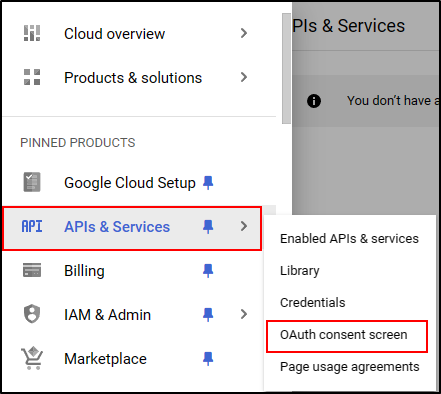 Cloud overview
Products & solutions
PINNED PRODUCTS
Google Cloud Setup
API APIs & Services
Billing
IAM & Admin
Marketplace
PIs & Services
You don't have a
Enabled APIs & services
Library
Credentials
OAuth consent screen
Page usage agreements